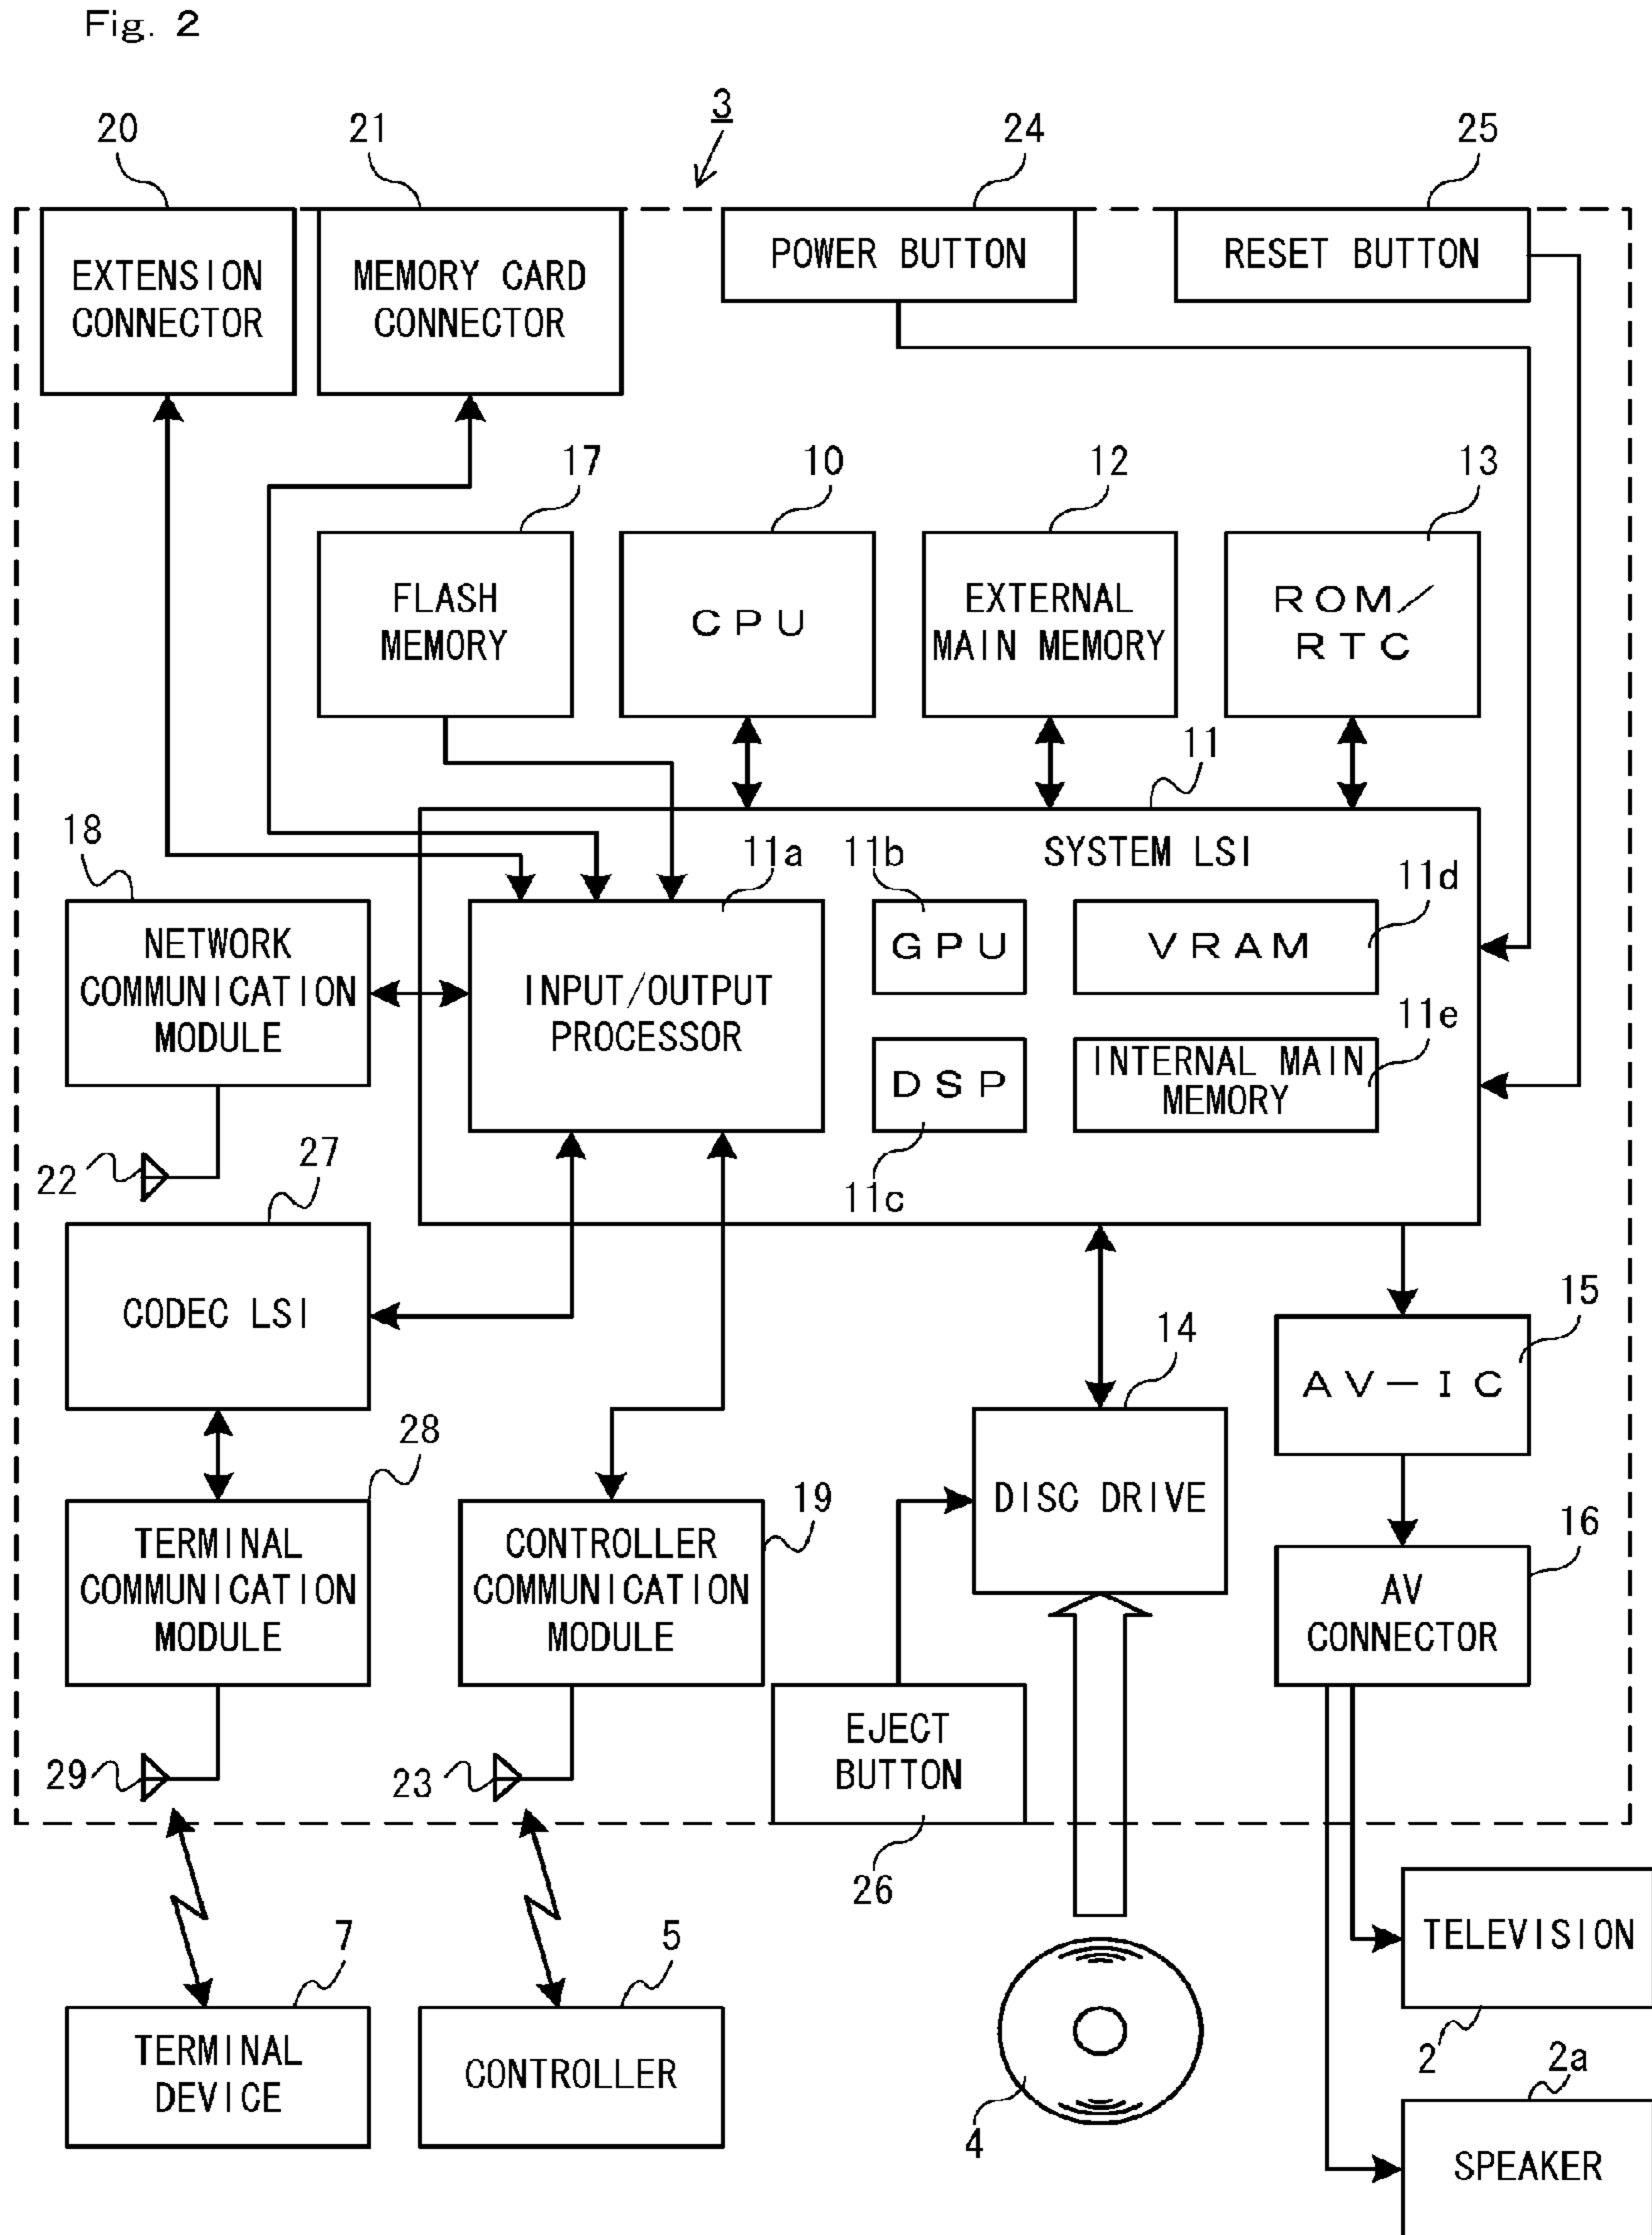 Fig. 2
3
20
21
24
25
EXTENSION
CONNECTOR
MEMORY CARD
CONNECTOR
POWER BUTTON
RESET BUTTON
17
10
12
13
FLASH
MEMORY
CPU
EXTERNAL
MAIN MEMORY
ROM/
RTC
11
SYSTEM LSI
18
11a
11b
11d
NETWORK
COMMUNICATION
MODULE
INPUT/OUTPUT
PROCESSOR
GPU
VRAM
11e
DSP
INTERNAL MAIN
MEMORY
22
27
11c
CODEC LSI
14
15
AV-IC
28
19
DISC DRIVE
16
TERMINAL
COMMUNICATION
MODULE
CONTROLLER
COMMUNICATION
MODULE
AV
CONNECTOR
29
23
EJECT
BUTTON
26
7
5
TELEVISION
2
TERMINAL
DEVICE
CONTROLLER
4
2a
SPEAKER